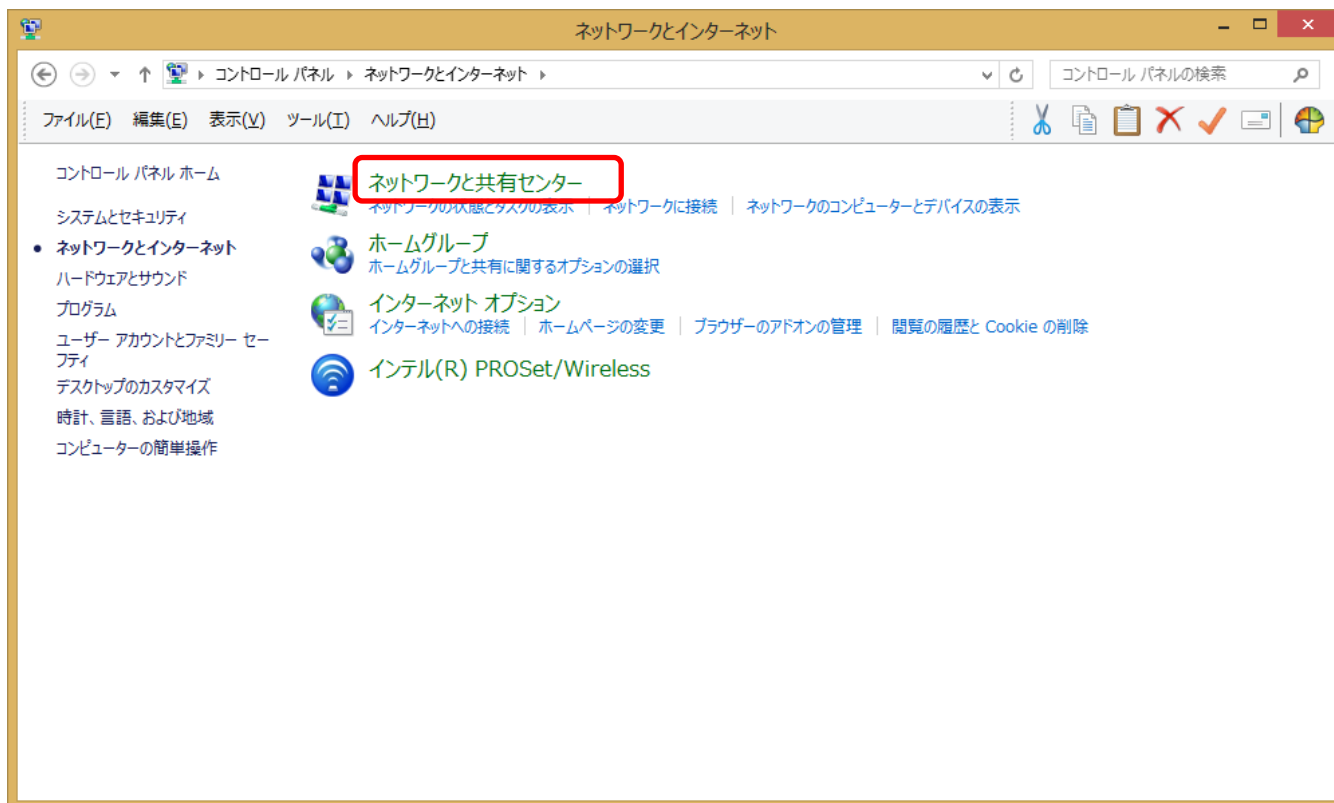 ネットワークとインターネット
コントロール パネル ネットワークとインターネット コントロール パネルの検索
ファイル(F) 編集(E) 表示(V) ツール(T) ヘルプ(H)
コントロール パネル ホーム
システムとセキュリティ
ネットワークとインターネット
ハードウェアとサウンド
プログラム
ユーザー アカウントとファミリー セー
フティ
デスクトップのカスタマイズ
時計、言語、および地域
コンピューターの簡単操作
ネットワークと共有センター
ネットワークの状態とタスクの表示 ネットワークに接続 ネットワークのコンピューターとデバイスの表示
ホームグループ
ホームグループと共有に関するオプションの選択
インターネット オプション
インターネットへの接続 ホームページの変更 ブラウザーのアドオンの管理 閲覧の履歴と Cookie の削除
インテル(R) PROSet/Wireless